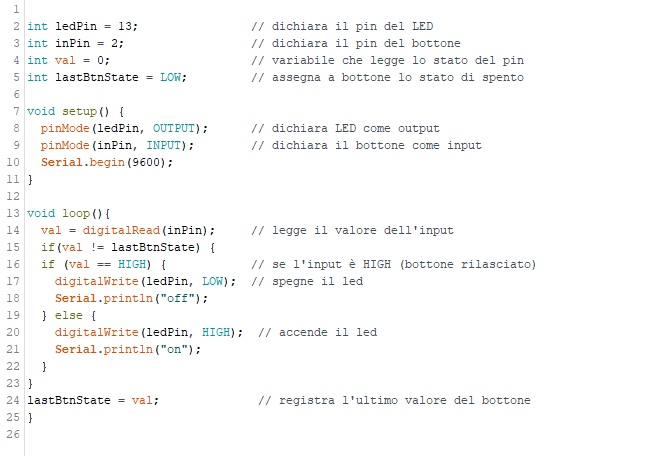 1
2 int ledPin = 13;                // dichiara il pin del LED
3 int inPin = 2;                  // dichiara il pin del bottone
4 int val = 0;                    // variabile che legge lo stato del pin
5 int lastBtnState = LOW;         // assegna a bottone lo stato di spento
6
7 void setup() {
8   pinMode(ledPin, OUTPUT);      // dichiara LED come output
9   pinMode(inPin, INPUT);        // dichiara il bottone come input
10   Serial.begin(9600);
11 }
12
13 void loop(){
14   val = digitalRead(inPin);     // legge il valore dell'input
15   if(val != lastBtnState) {
16   if (val == HIGH) {            // se l'input è HIGH (bottone rilasciato)
17     digitalWrite(ledPin, LOW);  // spegne il led
18     Serial.println("off");
19   } else {
20     digitalWrite(ledPin, HIGH);  // accende il led
21     Serial.println("on");
22   }
23 }
24 lastBtnState = val;              // registra l'ultimo valore del bottone
25 }
26